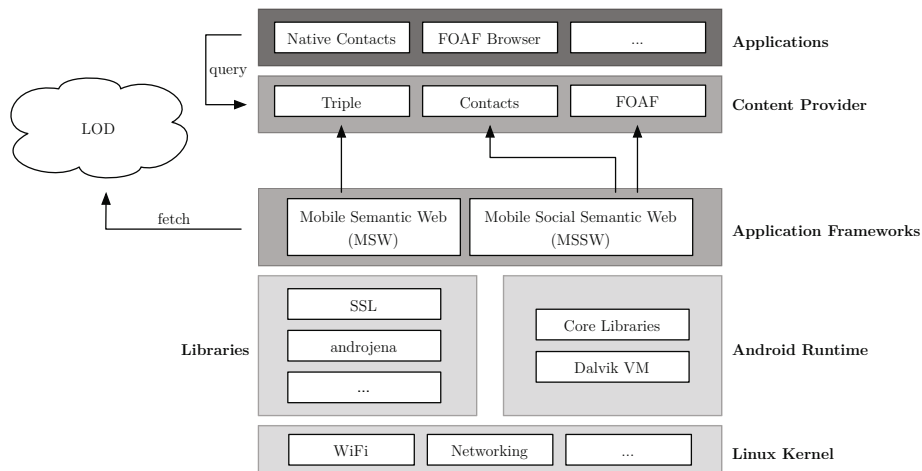 Native Contacts
FOAF Browser
...
Applications
query
Triple
Contacts
FOAF
Content Provider
LOD
fetch
Mobile Semantic Web
(MSW)
Mobile Social Semantic Web
(MSSW)
Application Frameworks
Libraries
SSL
androjena
...
Core Libraries
Dalvik VM
Android Runtime
WiFi
Networking
...
Linux Kernel